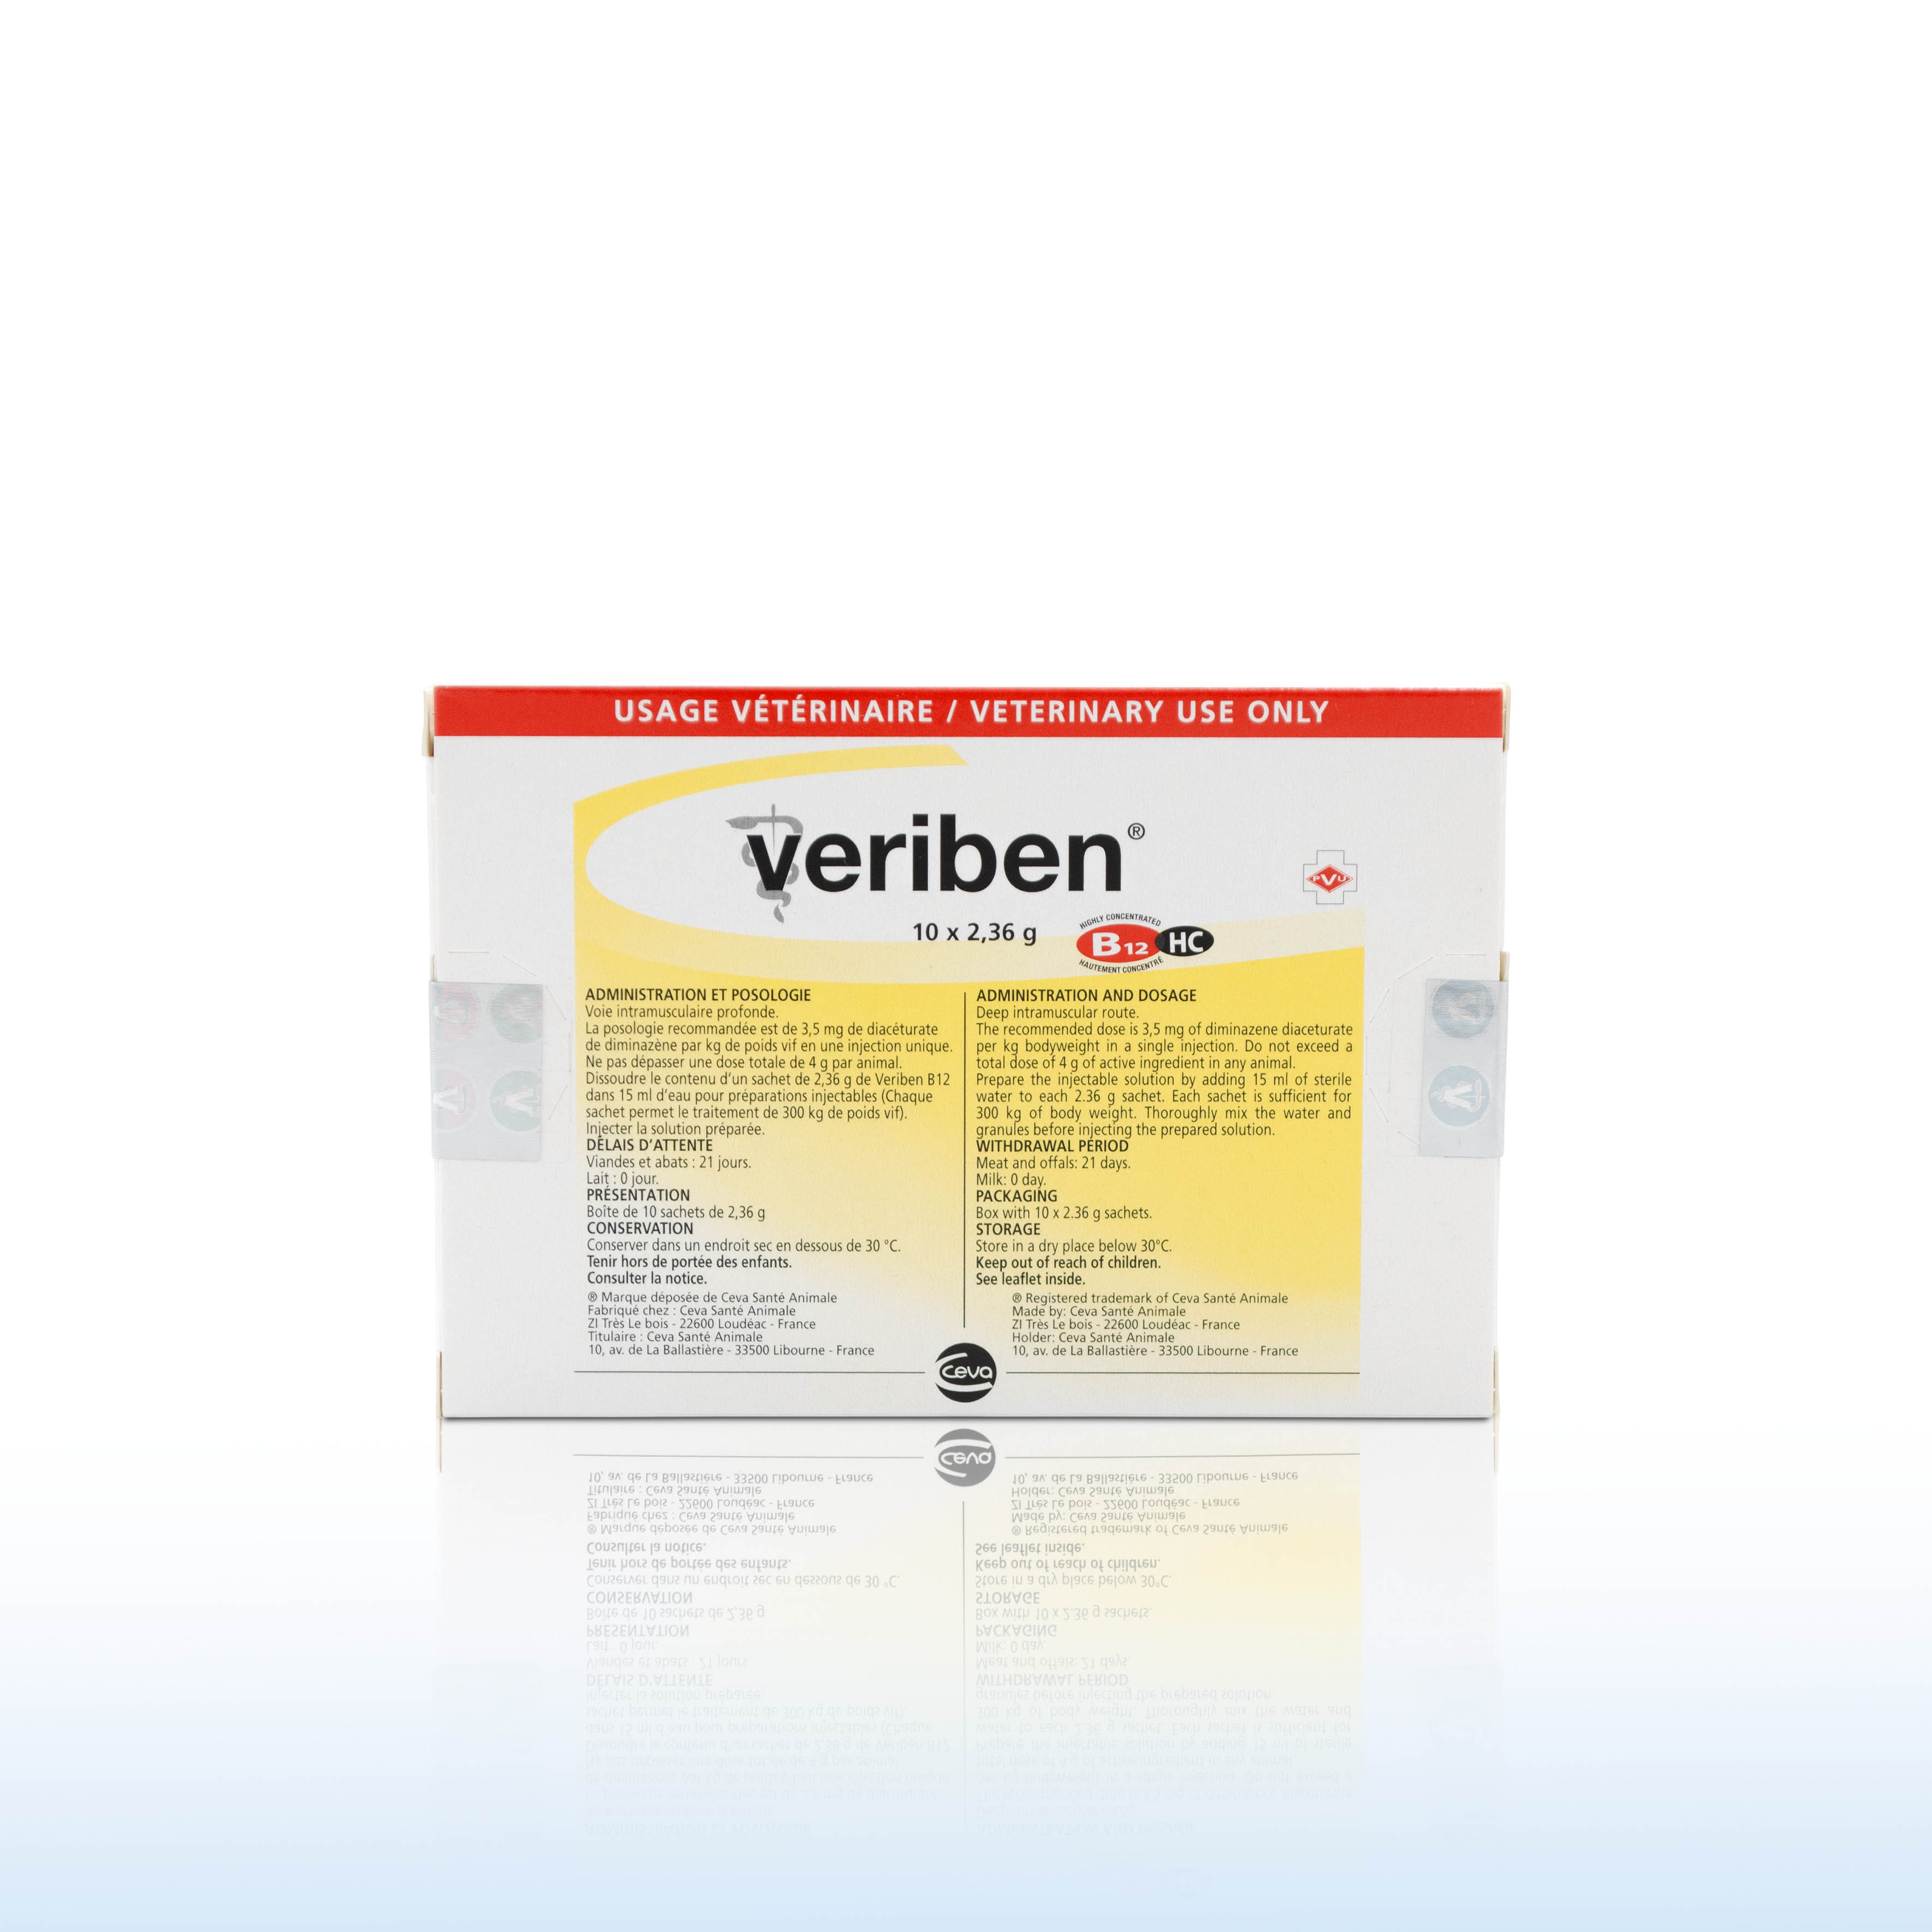 USAGE VÉTÉRINAIRE / VETERINARY USE ONLY
veriben®
10 x 2,36 g
HIGHLY CONCENTRATED
B12 HC
HAUTEMENT CONCENTRÉ
PVU
ADMINISTRATION ET POSOLOGIE
Voie intramusculaire profonde.
La posologie recommandée est de 3,5 mg de diacéturate
de diminazène par kg de poids vif en une injection unique.
Ne pas dépasser une dose totale de 4 g par animal.
Dissoudre le contenu d'un sachet de 2,36 g de Veriben B12
dans 15 ml d'eau pour préparations injectables (Chaque
sachet permet le traitement de 300 kg de poids vif).
Injecter la solution préparée.
DÉLAIS D'ATTENTE
Viandes et abats : 21 jours.
Lait : 0 jour.
PRÉSENTATION
Boîte de 10 sachets de 2,36 g
CONSERVATION
Conserver dans un endroit sec en dessous de 30 °C.
Tenir hors de portée des enfants.
Consulter la notice.
® Marque déposée de Ceva Santé Animale
Fabriqué chez : Ceva Santé Animale
ZI Très Le bois - 22600 Loudéac - France
Titulaire : Ceva Santé Animale
10, av. de La Ballastière - 33500 Libourne - France
ADMINISTRATION AND DOSAGE
Deep intramuscular route.
The recommended dose is 3,5 mg of diminazene diaceturate
per kg bodyweight in a single injection. Do not exceed a
total dose of 4 g of active ingredient in any animal.
Prepare the injectable solution by adding 15 ml of sterile
water to each 2.36 g sachet. Each sachet is sufficient for
300 kg of body weight. Thoroughly mix the water and
granules before injecting the prepared solution.
WITHDRAWAL PERIOD
Meat and offals: 21 days.
Milk: 0 day.
PACKAGING
Box with 10 x 2.36 g sachets.
STORAGE
Store in a dry place below 30°C.
Keep out of reach of children.
See leaflet inside.
® Registered trademark of Ceva Santé Animale
Made by: Ceva Santé Animale
ZI Très Le bois - 22600 Loudéac - France
Holder: Ceva Santé Animale
10, av. de La Ballastière - 33500 Libourne - France
ceva